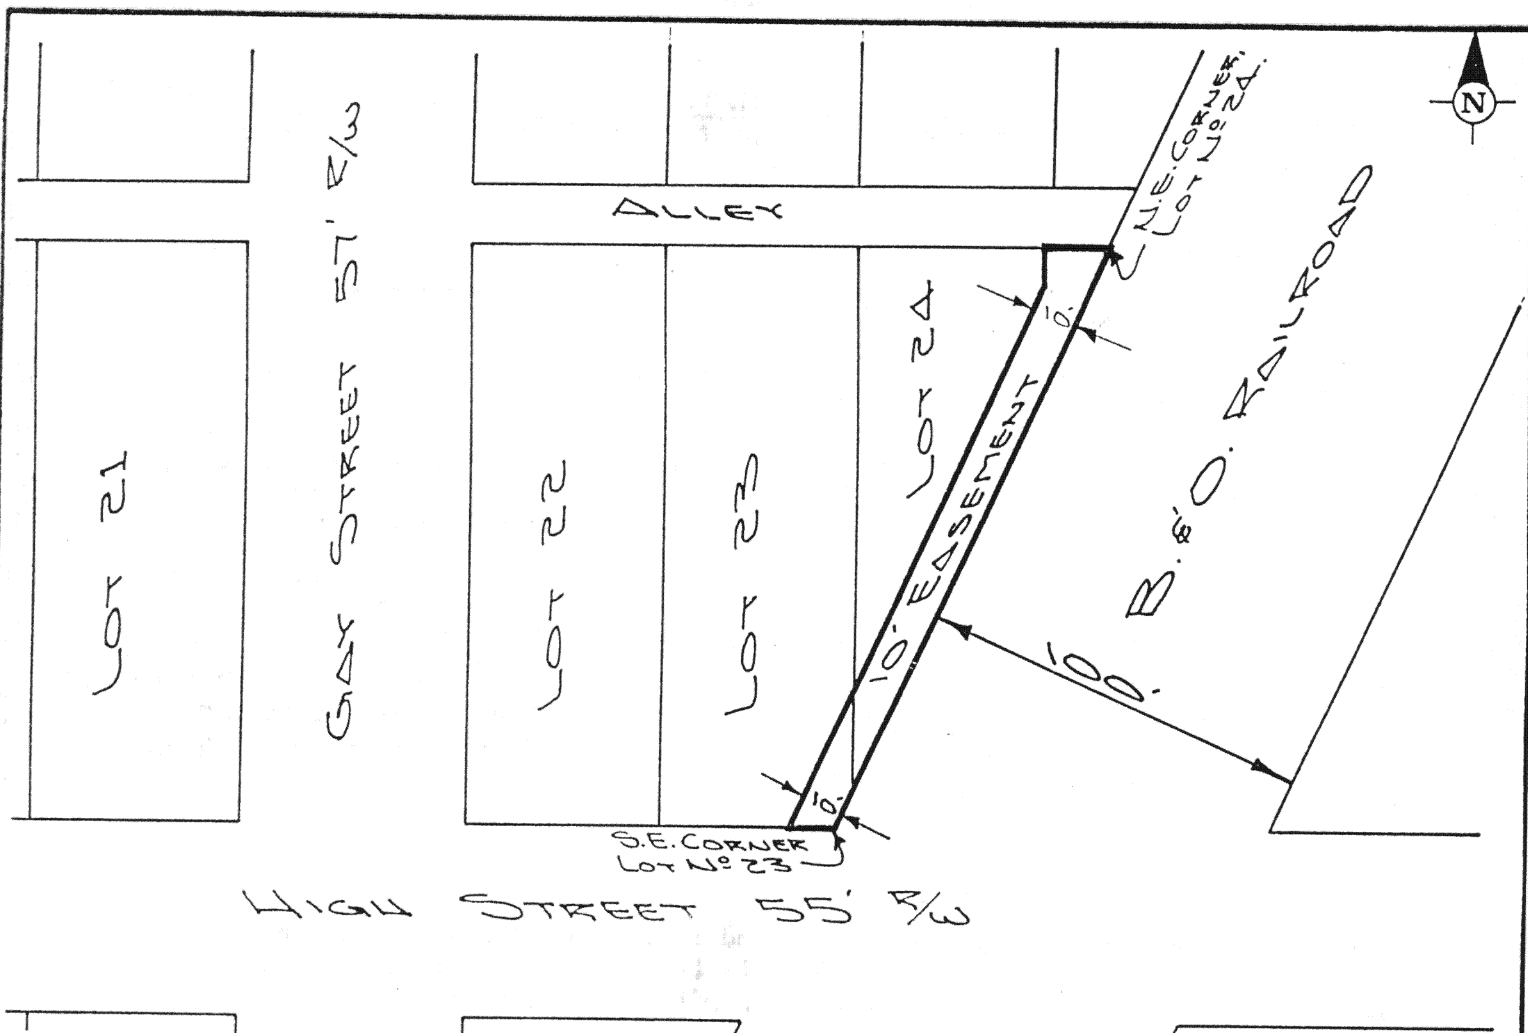 N
N.E. CORNER
LOT Nº 24
GAY STREET 57' R/W
ALLEY
LOT 21
LOT 22
LOT 23
LOT 24
10'
10' EASEMENT
10'
B. & O. RAILROAD
100'
S.E. CORNER
LOT Nº 23
HIGH STREET 55' R/W